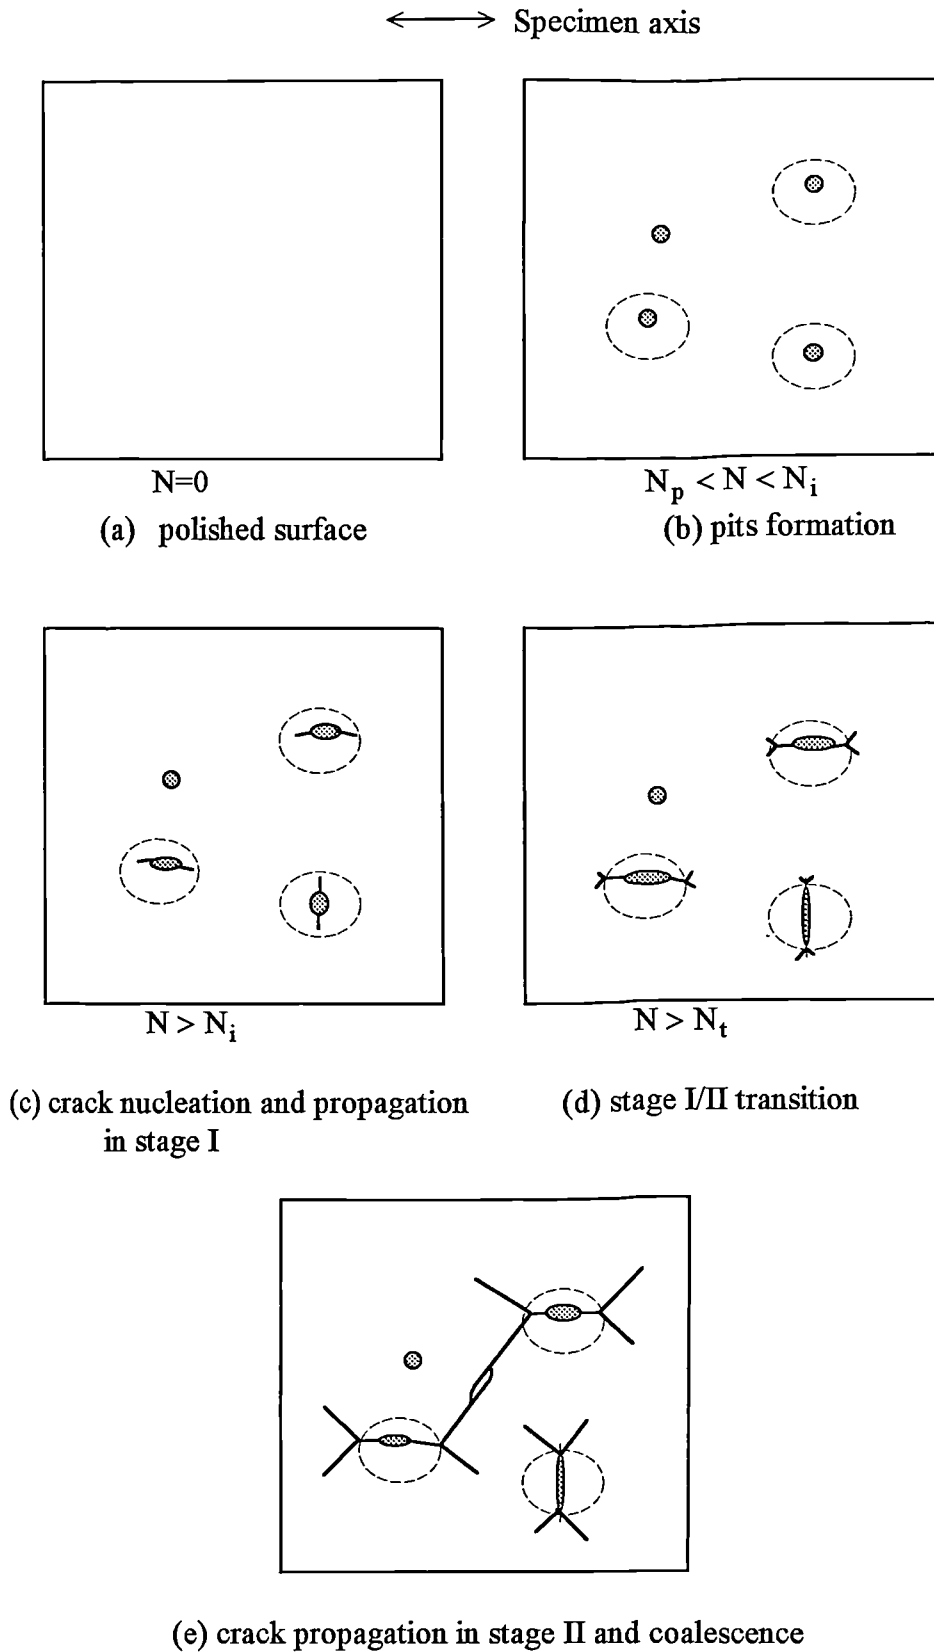 Specimen axis
N=0
(a) polished surface
N_p < N < N_i
(b) pits formation
N > N_i
(c) crack nucleation and propagation
in stage I
N > N_t
(d) stage I/II transition
(e) crack propagation in stage II and coalescence